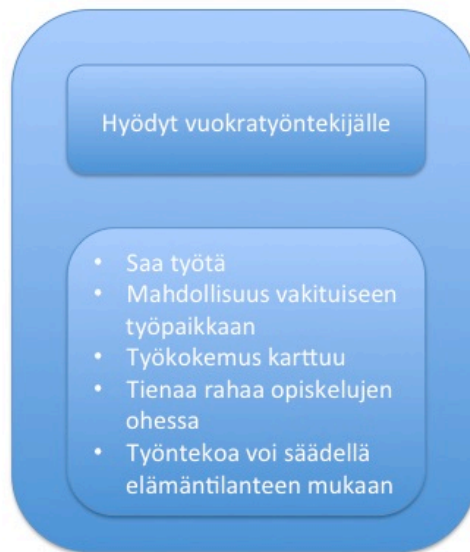 Hyödyt vuokratyöntekijälle
• Saa työtä
• Mahdollisuus vakituiseen
työpaikkaan
• Työkokemus karttuu
• Tienaa rahaa opiskelujen
ohessa
• Työntekoa voi säädellä
elämäntilanteen mukaan